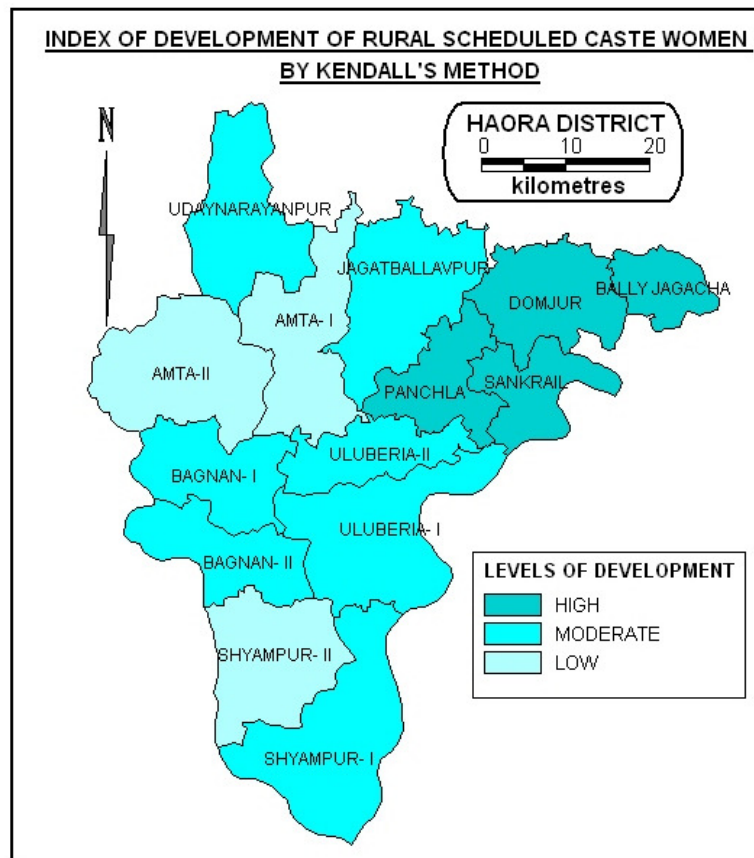 INDEX OF DEVELOPMENT OF RURAL SCHEDULED CASTE WOMEN
BY KENDALL'S METHOD
N
HAORA DISTRICT
0 10 20
kilometres
UDAYNARAYANPUR
JAGATBALLAVPUR
BALLY JAGACHA
DOMJUR
AMTA- I
AMTA-II
PANCHLA
SANKRAIL
ULUBERIA-II
BAGNAN- I
ULUBERIA- I
BAGNAN- II
SHYAMPUR- II
SHYAMPUR- I
LEVELS OF DEVELOPMENT
HIGH
MODERATE
LOW